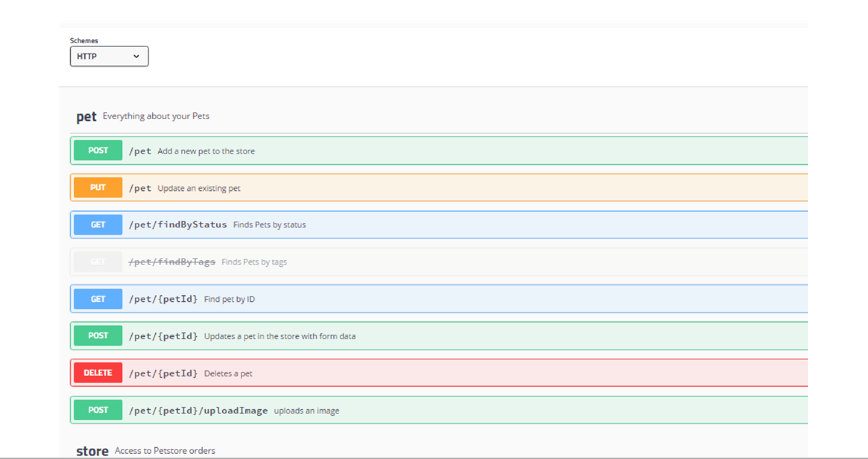 Schemes
HTTP
pet Everything about your Pets
POST /pet Add a new pet to the store
PUT /pet Update an existing pet
GET /pet/findByStatus Finds Pets by status
GET /pet/findByTags Finds Pets by tags
GET /pet/{petId} Find pet by ID
POST /pet/{petId} Updates a pet in the store with form data
DELETE /pet/{petId} Deletes a pet
POST /pet/{petId}/uploadImage uploads an image
store Access to Petstore orders